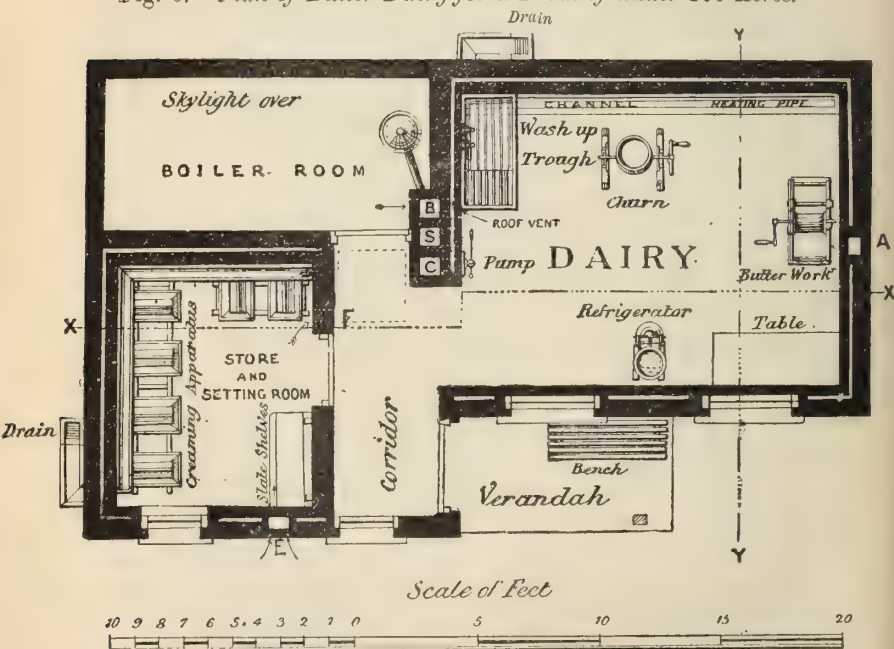 Drain
Y
Skylight over
BOILER-ROOM
CHANNEL HEATING PIPE
Wash up
Trough
Churn
B
S
C
ROOF VENT
Pump
DAIRY
A
Butter Work
X
X
F
Refrigerator
Table.
Creaming Apparatus
STORE
AND
SETTING ROOM
Slate Shelves
Corridor
Drain
Bench
Verandah
E
Y
Scale of Feet
10 9 8 7 6 5 4 3 2 1 0 5 10 15 20